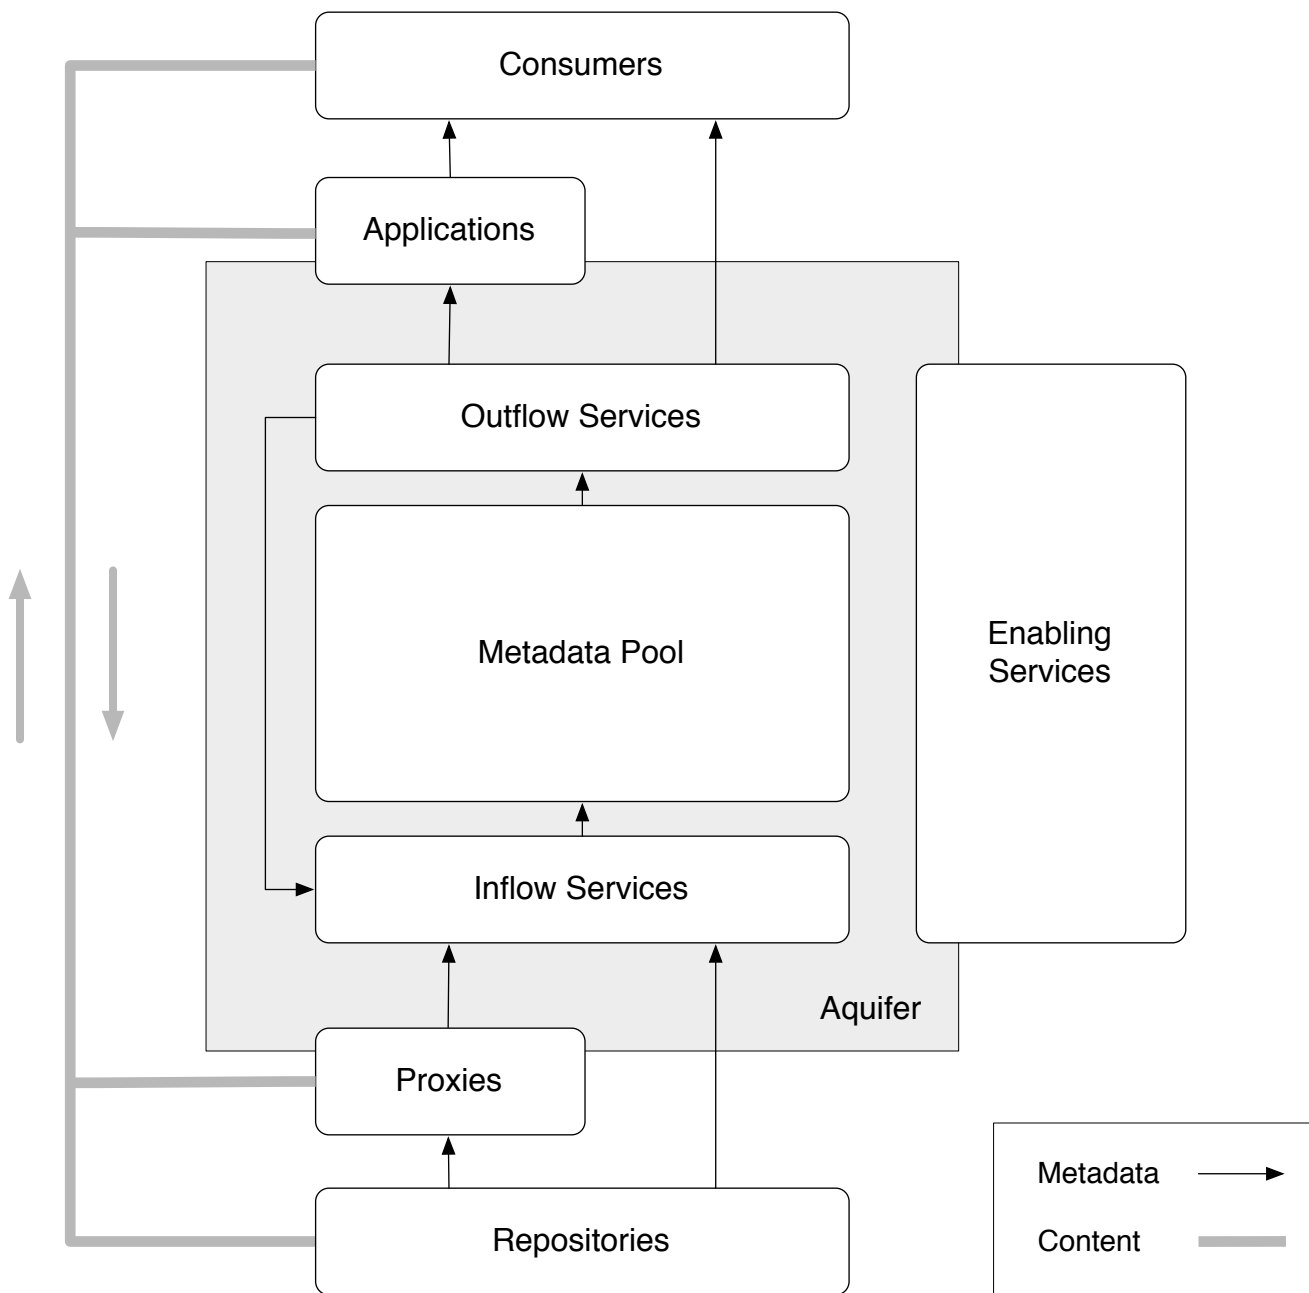 Consumers
Applications
Outflow Services
Metadata Pool
Enabling
Services
Inflow Services
Aquifer
Proxies
Metadata
Repositories
Content